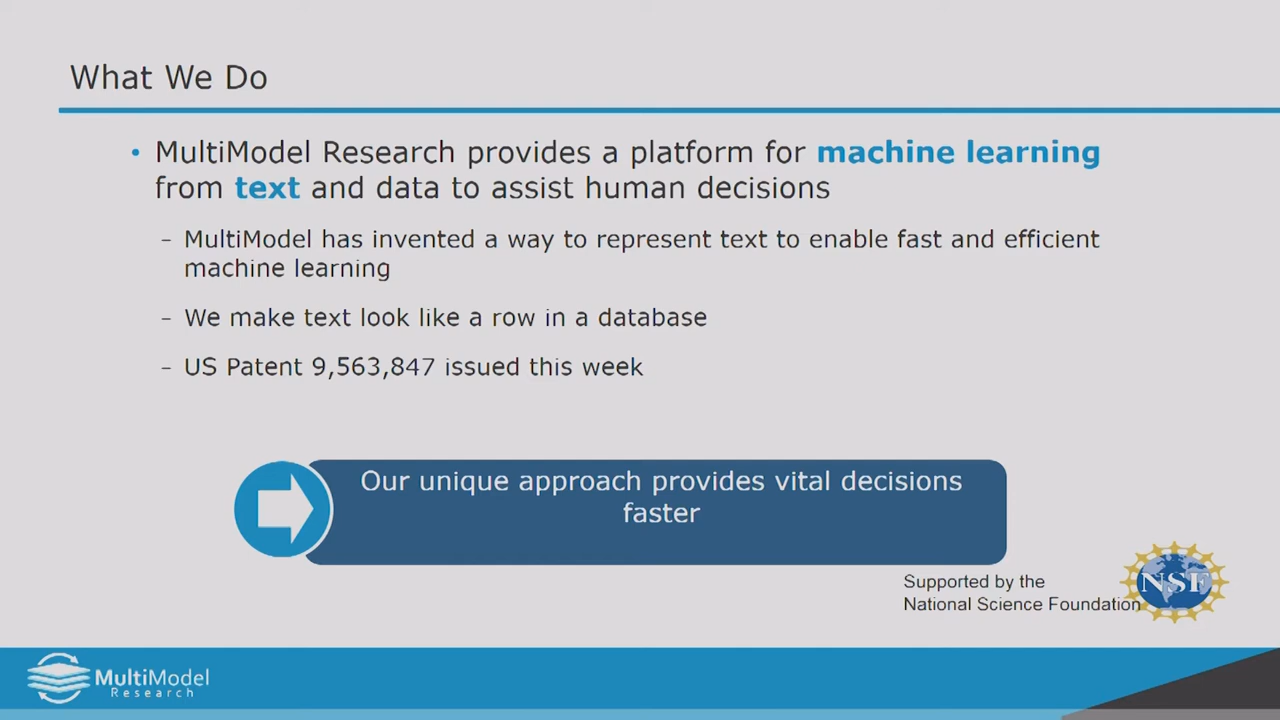 What We Do
• MultiModel Research provides a platform for machine learning
from text and data to assist human decisions
– MultiModel has invented a way to represent text to enable fast and efficient
machine learning
– We make text look like a row in a database
– US Patent 9,563,847 issued this week
Our unique approach provides vital decisions
faster
Supported by the
National Science Foundation
NSF
MultiModel
Research